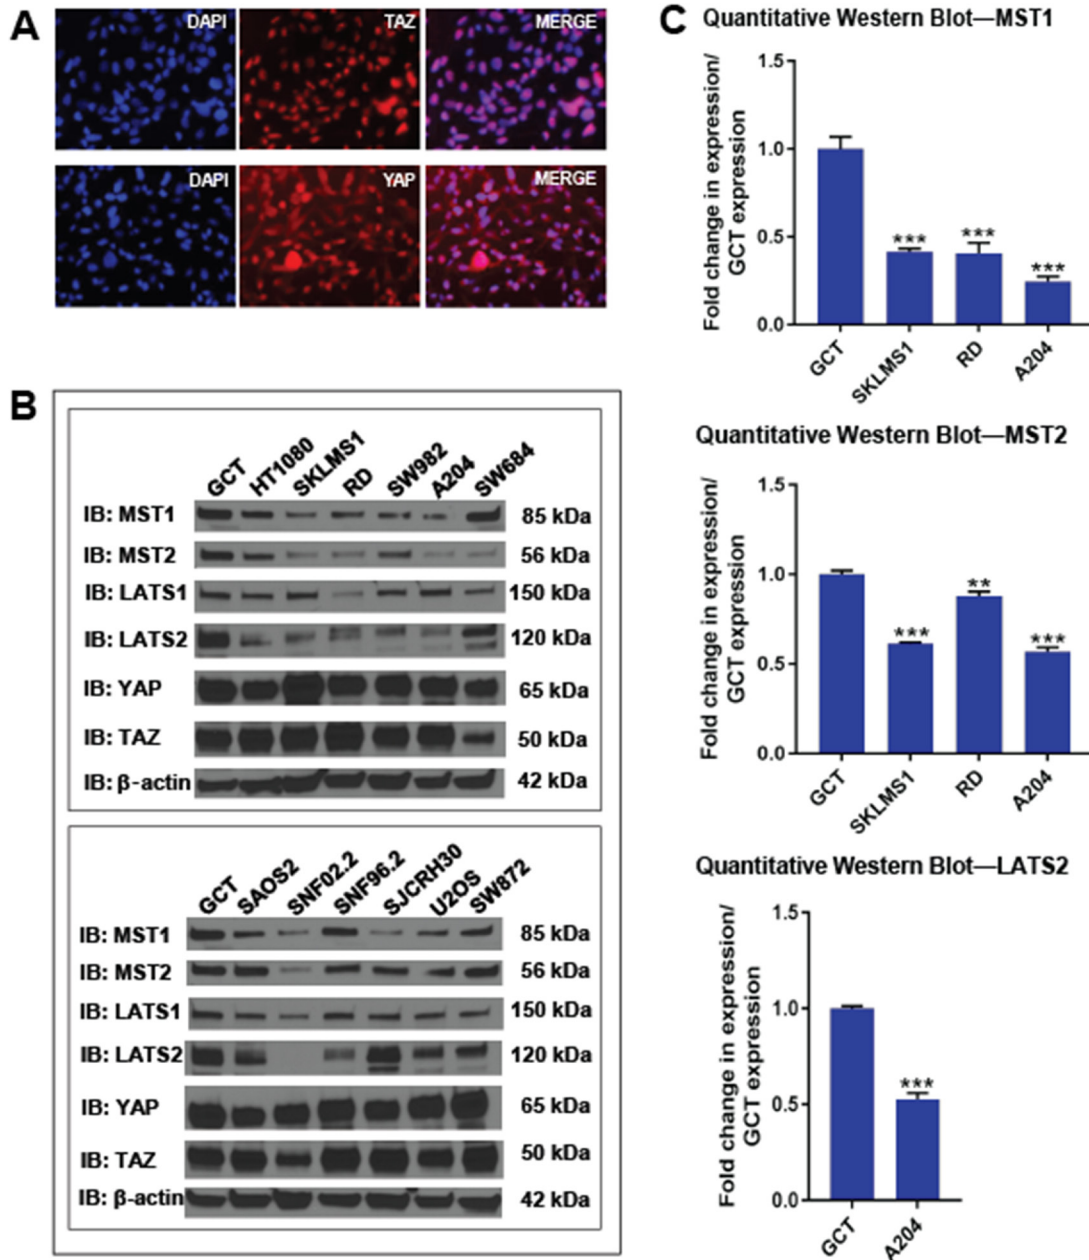 A
DAPI
TAZ
MERGE
DAPI
YAP
MERGE
B
GCT
HT1080
SKLMS1
RD
SW982
A204
SW684
IB: MST1
85 kDa
IB: MST2
56 kDa
IB: LATS1
150 kDa
IB: LATS2
120 kDa
IB: YAP
65 kDa
IB: TAZ
50 kDa
IB: β-actin
42 kDa
GCT
SAOS2
SNF02.2
SNF96.2
SJCRH30
U2OS
SW872
IB: MST1
85 kDa
IB: MST2
56 kDa
IB: LATS1
150 kDa
IB: LATS2
120 kDa
IB: YAP
65 kDa
IB: TAZ
50 kDa
IB: β-actin
42 kDa
C
Quantitative Western Blot—MST1
Fold change in expression/
GCT expression
1.5
1.0
0.5
0.0
***
***
***
GCT
SKLMS1
RD
A204
Quantitative Western Blot—MST2
Fold change in expression/
GCT expression
1.5
1.0
0.5
0.0
***
**
***
GCT
SKLMS1
RD
A204
Quantitative Western Blot—LATS2
Fold change in expression/
GCT expression
1.5
1.0
0.5
0.0
***
GCT
A204